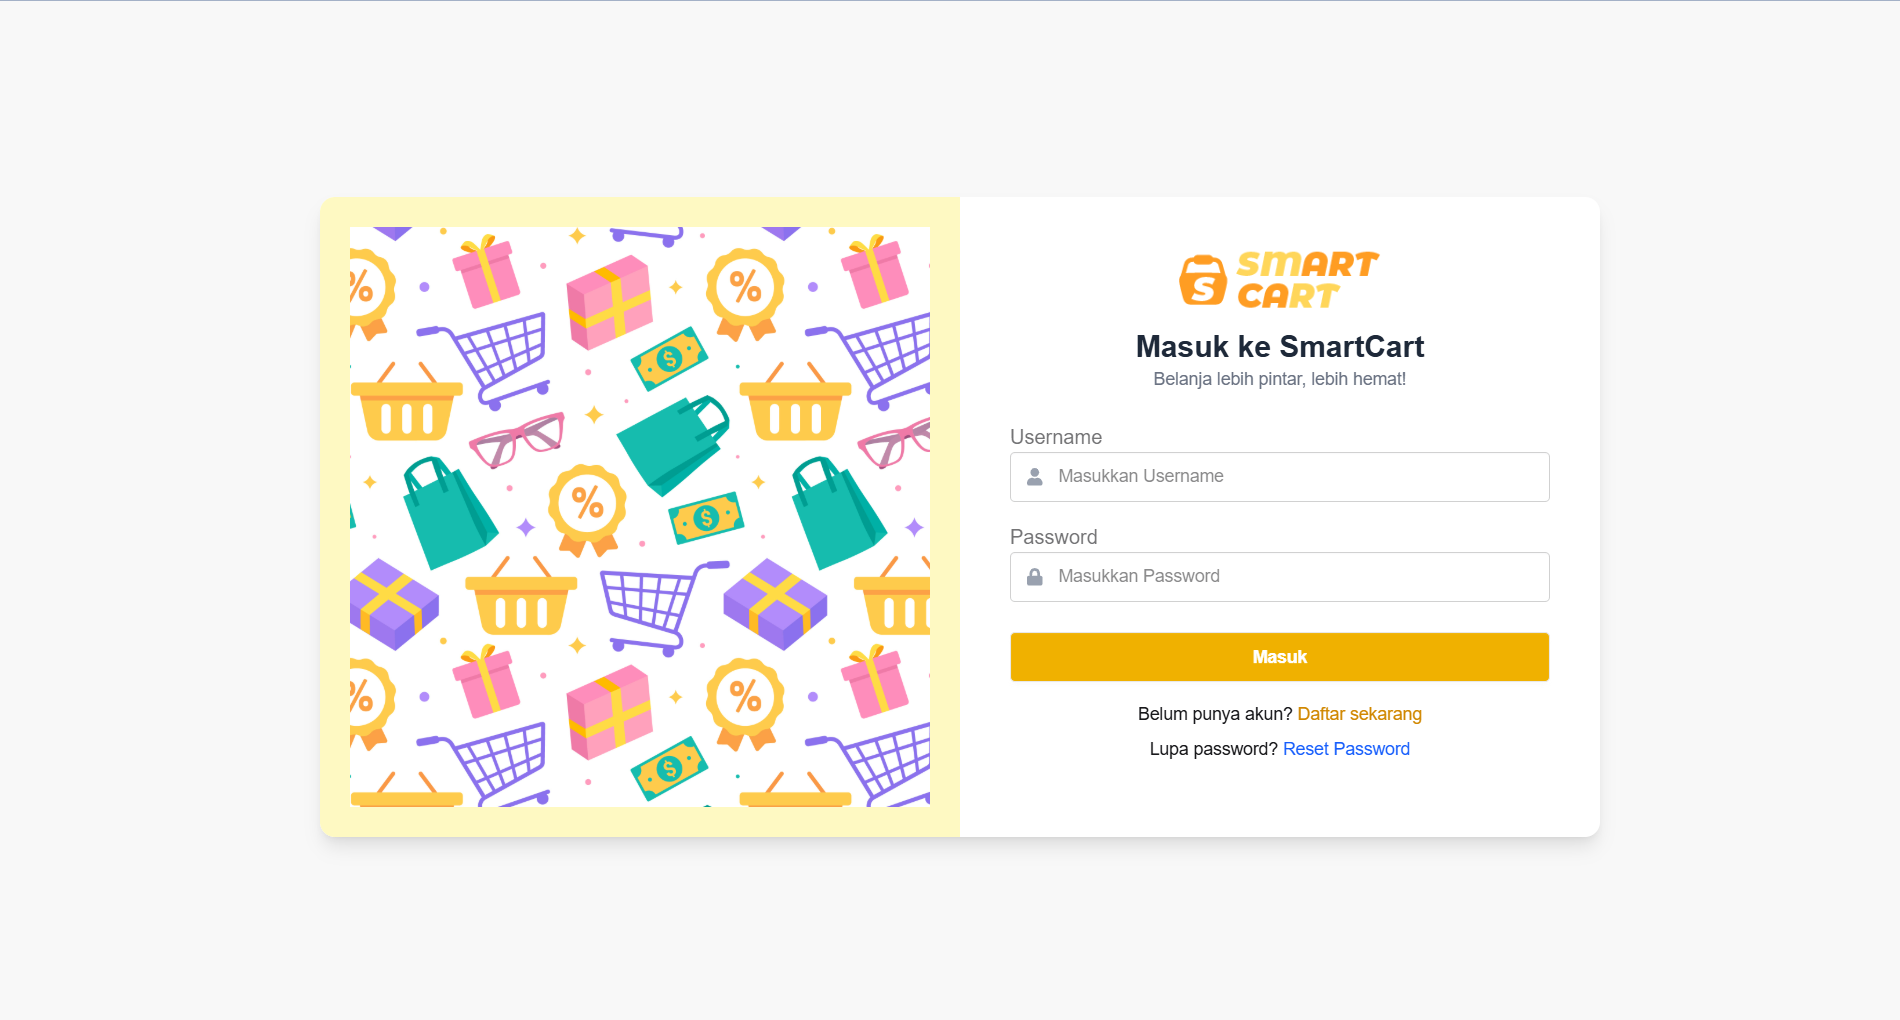 SMART
CART
Masuk ke SmartCart
Belanja lebih pintar, lebih hemat!
Username
Masukkan Username
Password
Masukkan Password
Masuk
Belum punya akun? Daftar sekarang
Lupa password? Reset Password